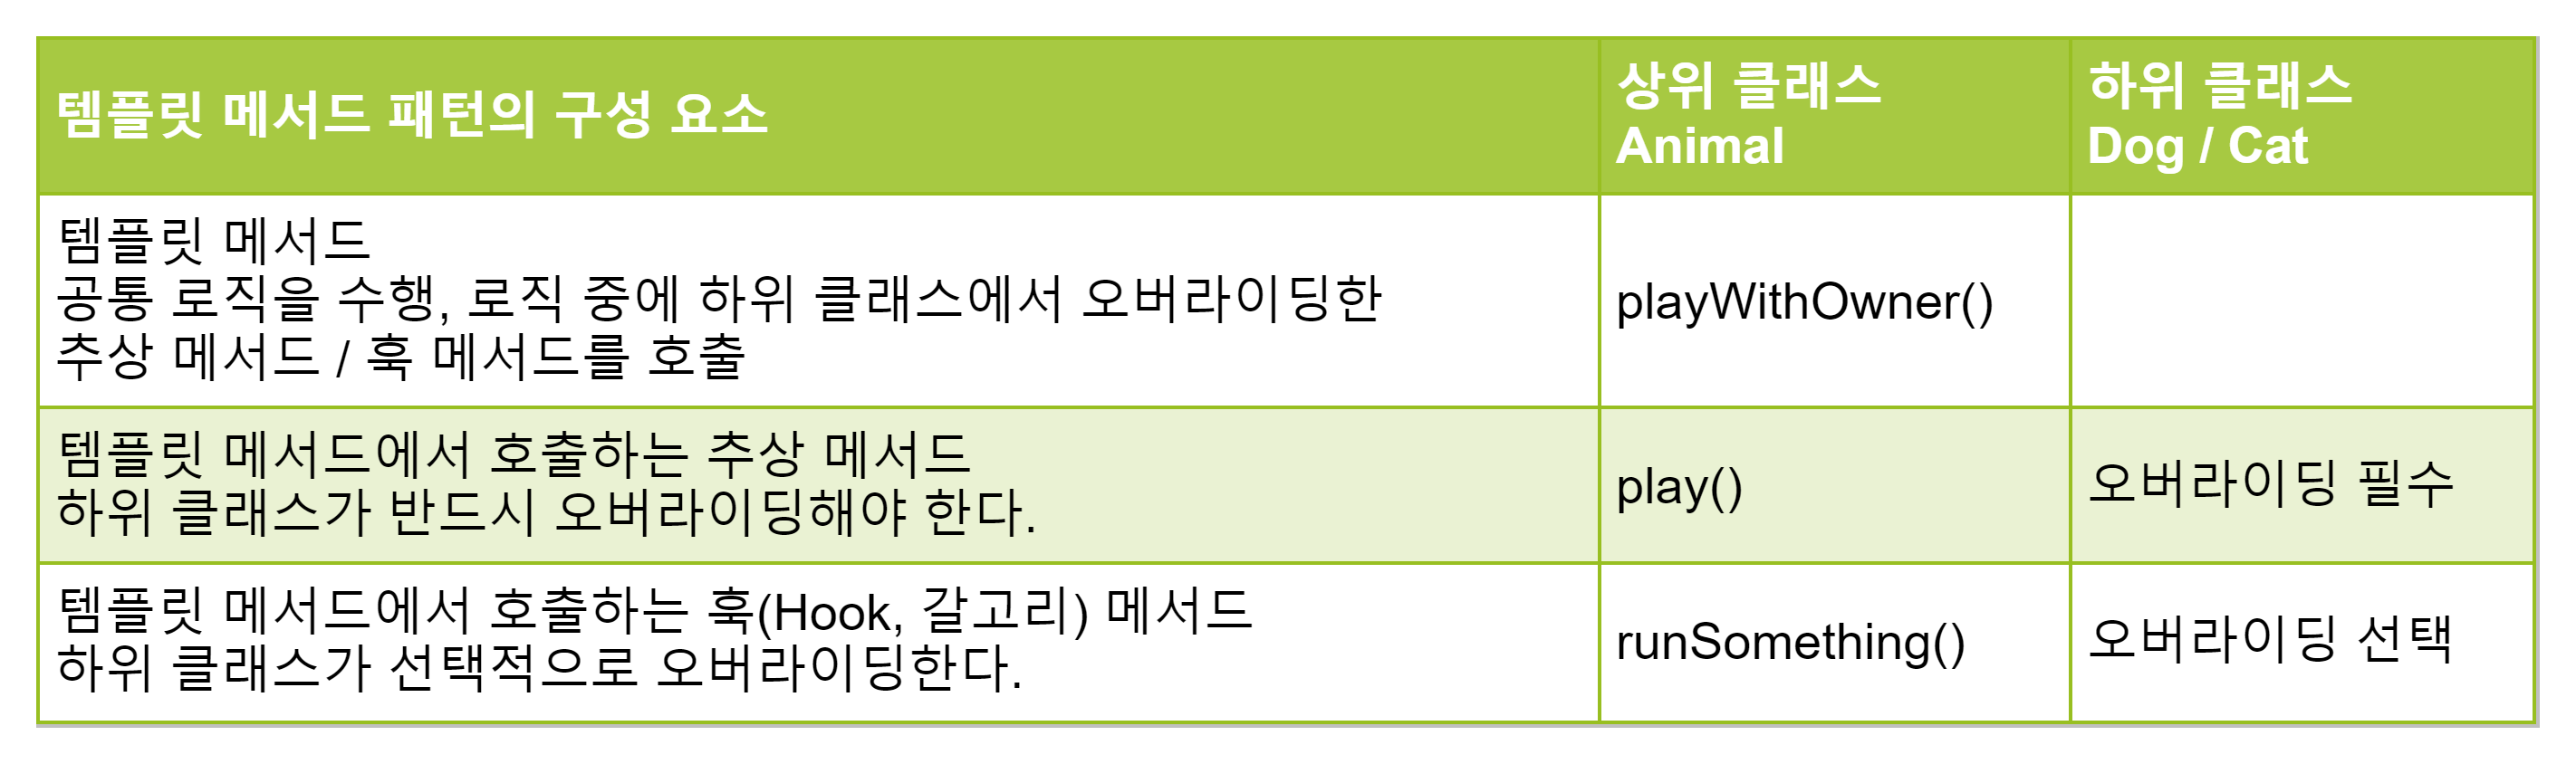 템플릿 메서드 패턴의 구성 요소
상위 클래스
Animal
하위 클래스
Dog / Cat
템플릿 메서드
공통 로직을 수행, 로직 중에 하위 클래스에서 오버라이딩한
추상 메서드 / 훅 메서드를 호출
playWithOwner()
템플릿 메서드에서 호출하는 추상 메서드
하위 클래스가 반드시 오버라이딩해야 한다.
play()
오버라이딩 필수
템플릿 메서드에서 호출하는 훅(Hook, 갈고리) 메서드
하위 클래스가 선택적으로 오버라이딩한다.
runSomething()
오버라이딩 선택